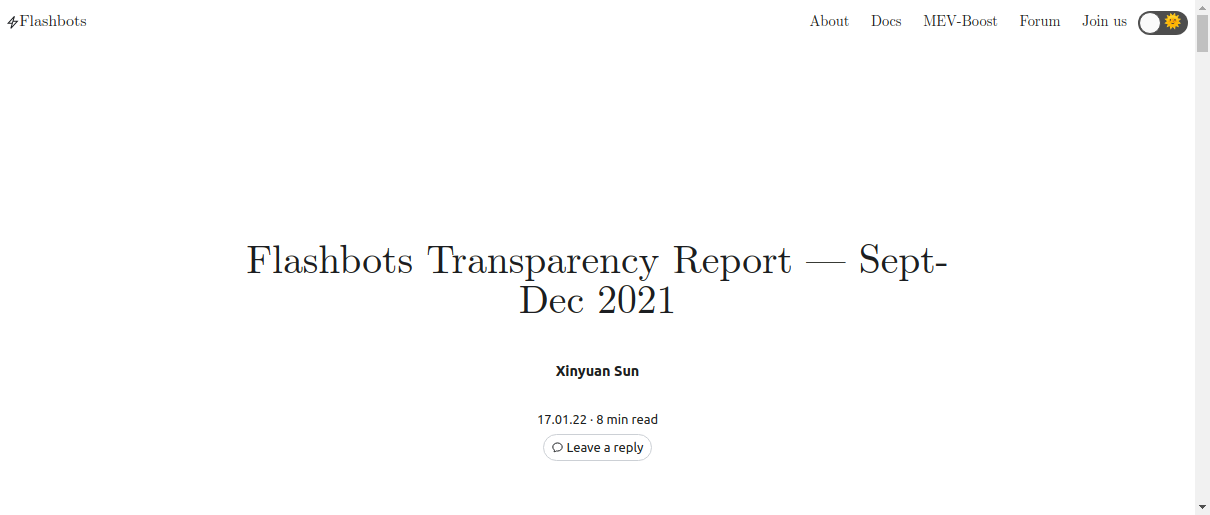 Flashbots
About Docs MEV-Boost Forum Join us
Flashbots Transparency Report — Sept-
Dec 2021
Xinyuan Sun
17.01.22 · 8 min read
Leave a reply